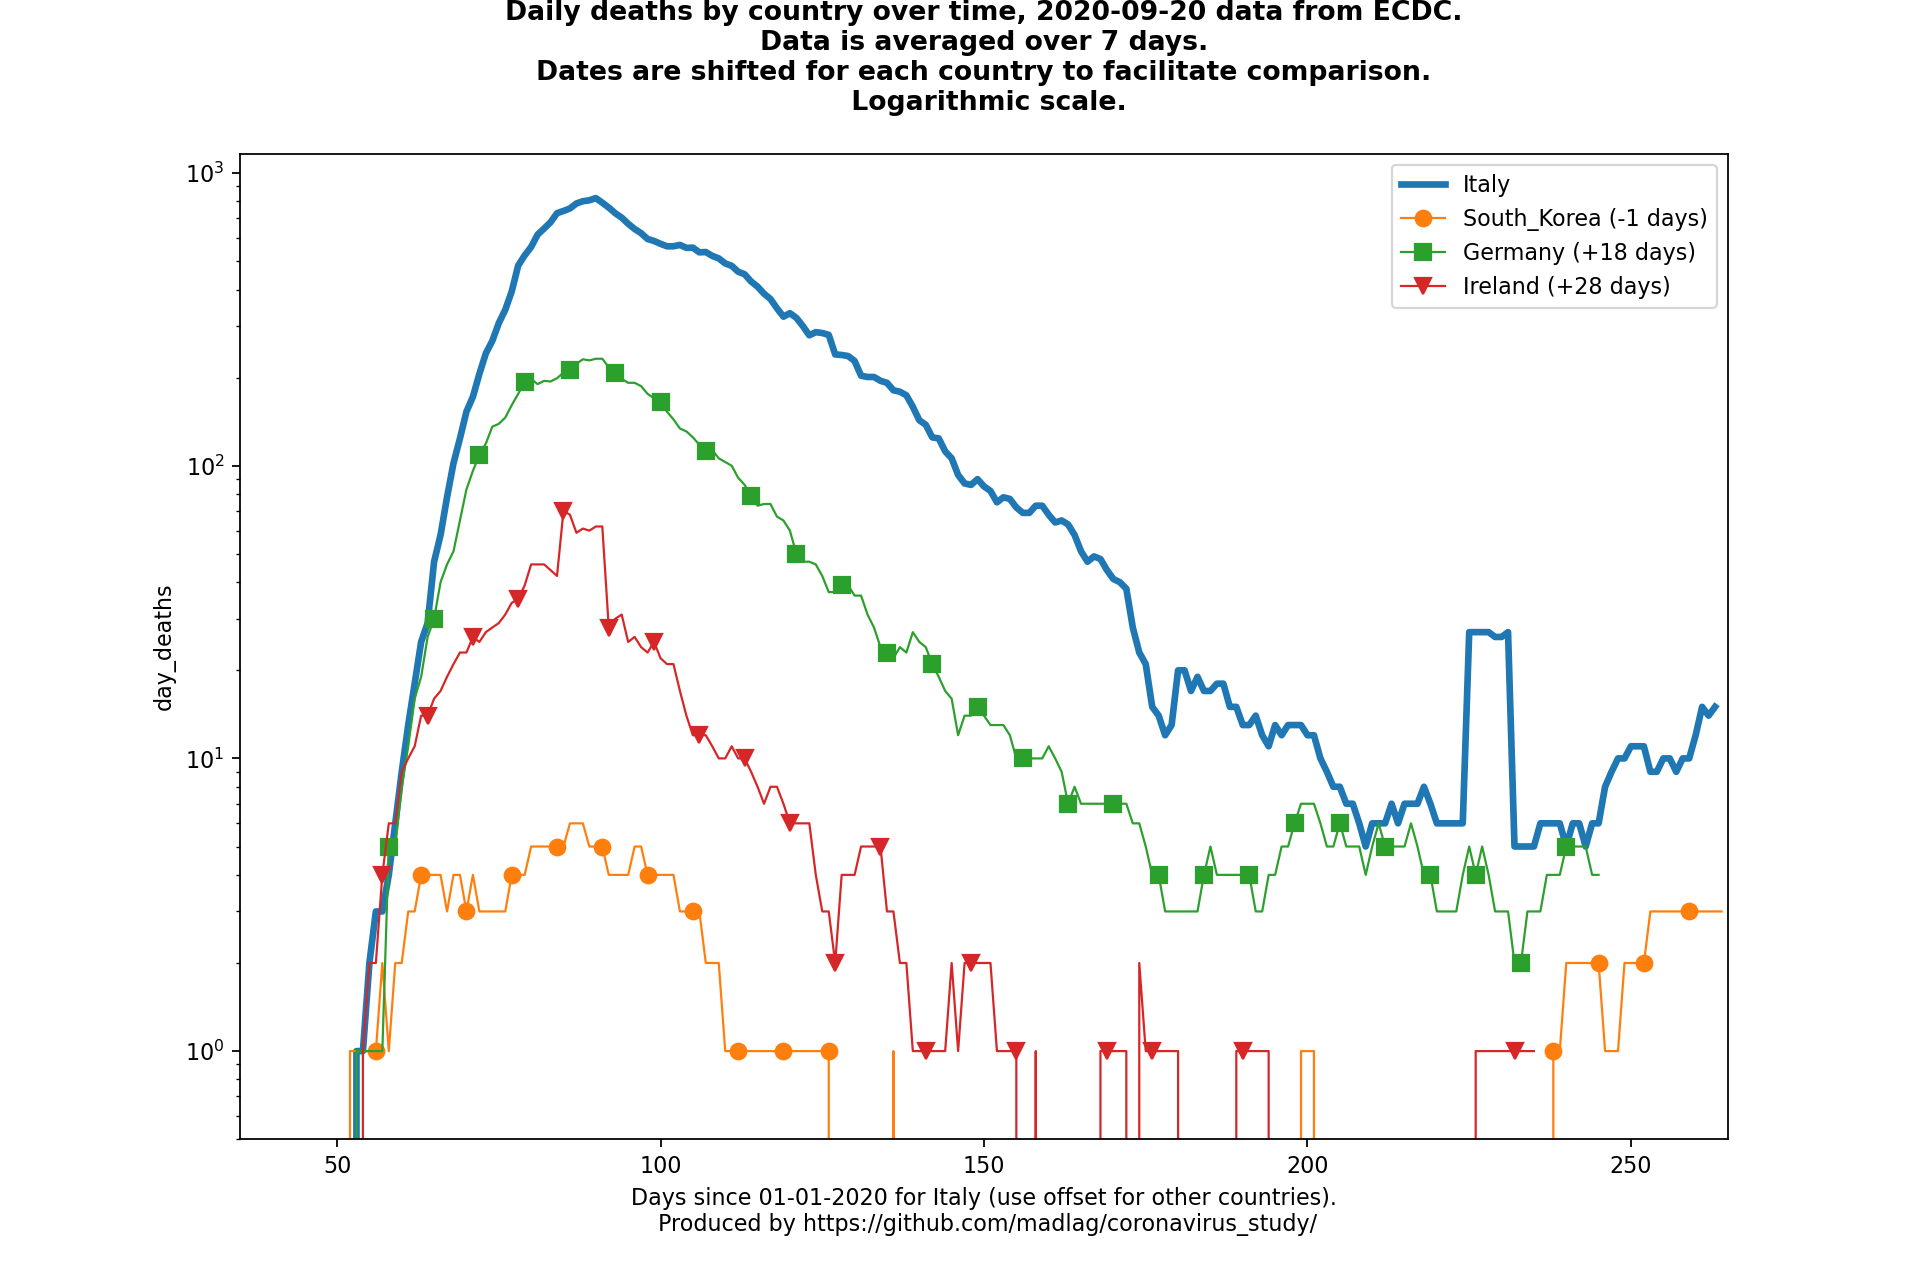 Daily deaths by country over time, 2020-09-20 data from ECDC.
Data is averaged over 7 days.
Dates are shifted for each country to facilitate comparison.
Logarithmic scale.
10³
10²
10¹
10⁰
day_deaths
Italy
South_Korea (-1 days)
Germany (+18 days)
Ireland (+28 days)
50 100 150 200 250
Days since 01-01-2020 for Italy (use offset for other countries).
Produced by https://github.com/madlag/coronavirus_study/